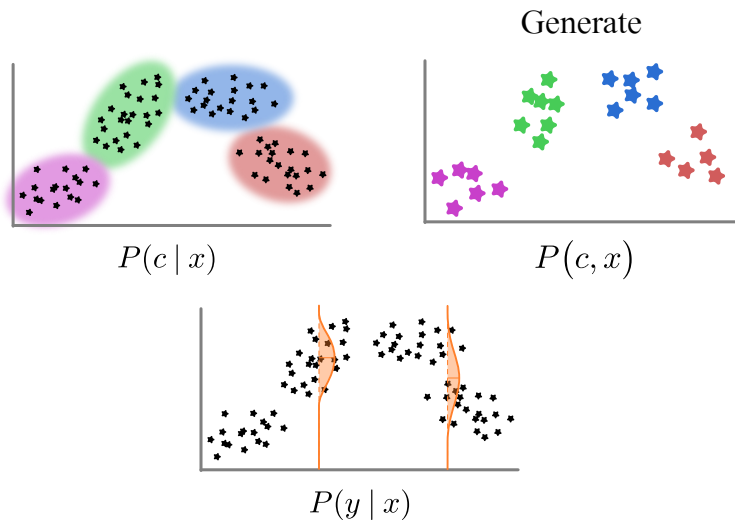 Generate
P(c | x)
P(c, x)
P(y | x)